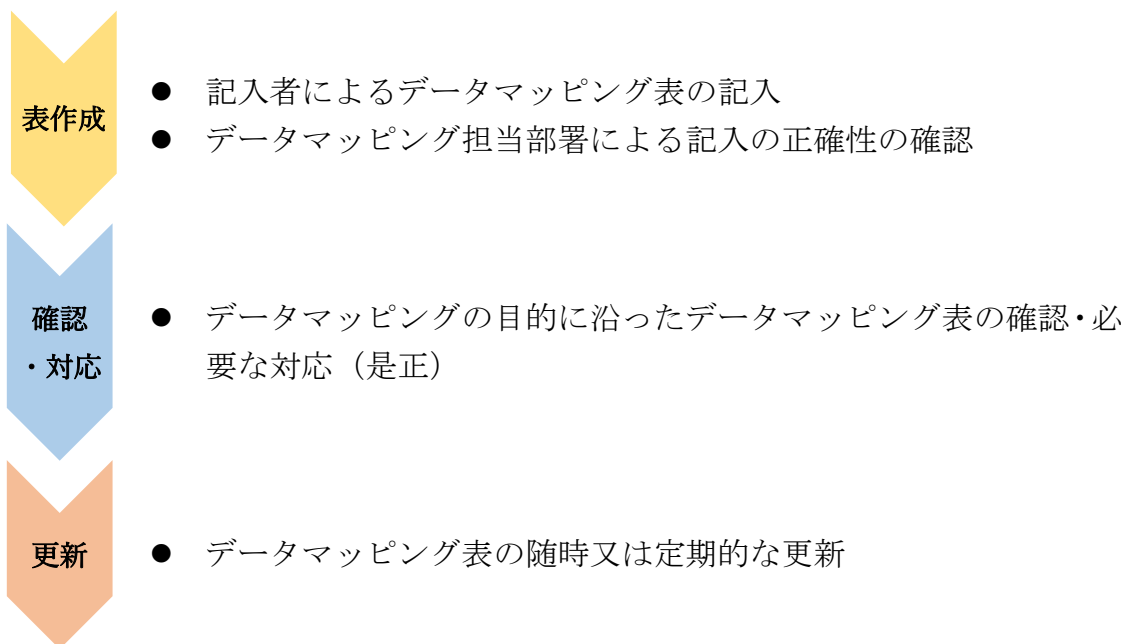 表作成
● 記入者によるデータマッピング表の記入
● データマッピング担当部署による記入の正確性の確認
確認
・対応
● データマッピングの目的に沿ったデータマッピング表の確認・必
要な対応（是正）
更新
● データマッピング表の随時又は定期的な更新